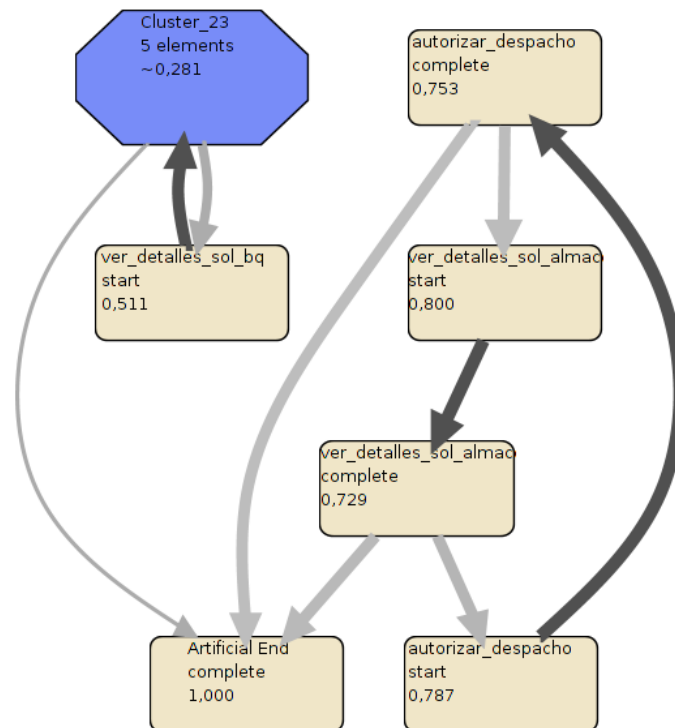 Cluster_23
5 elements
~0,281
autorizar_despacho
complete
0,753
ver_detalles_sol_bq
start
0,511
ver_detalles_sol_almac
start
0,800
ver_detalles_sol_almac
complete
0,729
Artificial End
complete
1,000
autorizar_despacho
start
0,787